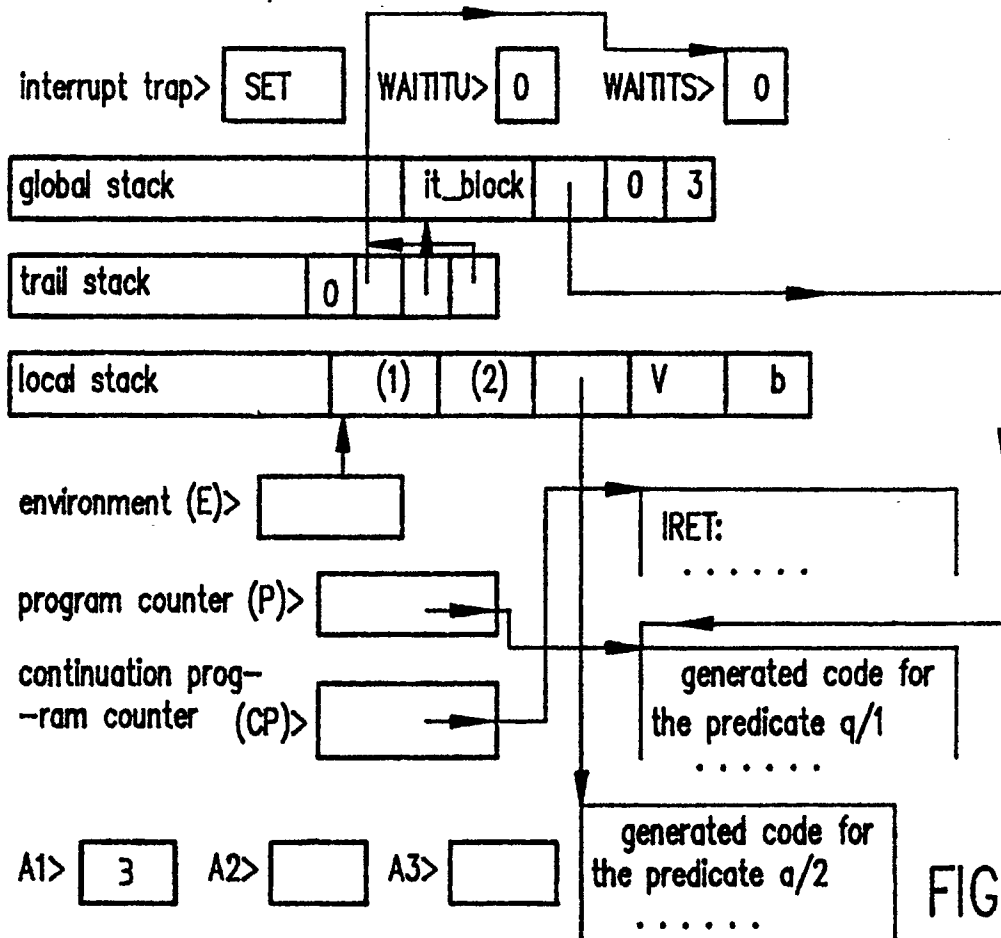 interrupt trap> SET WAITITU> 0 WAITITS> 0
global stack it_block 0 3
trail stack 0
local stack (1) (2) V b
environment (E)>
IRET:
. . . . . .
program counter (P)>
continuation prog-
-ram counter (CP)>
generated code for
the predicate q/1
. . . . . .
generated code for
the predicate a/2
. . . . . .
A1> 3 A2> A3>
FIG